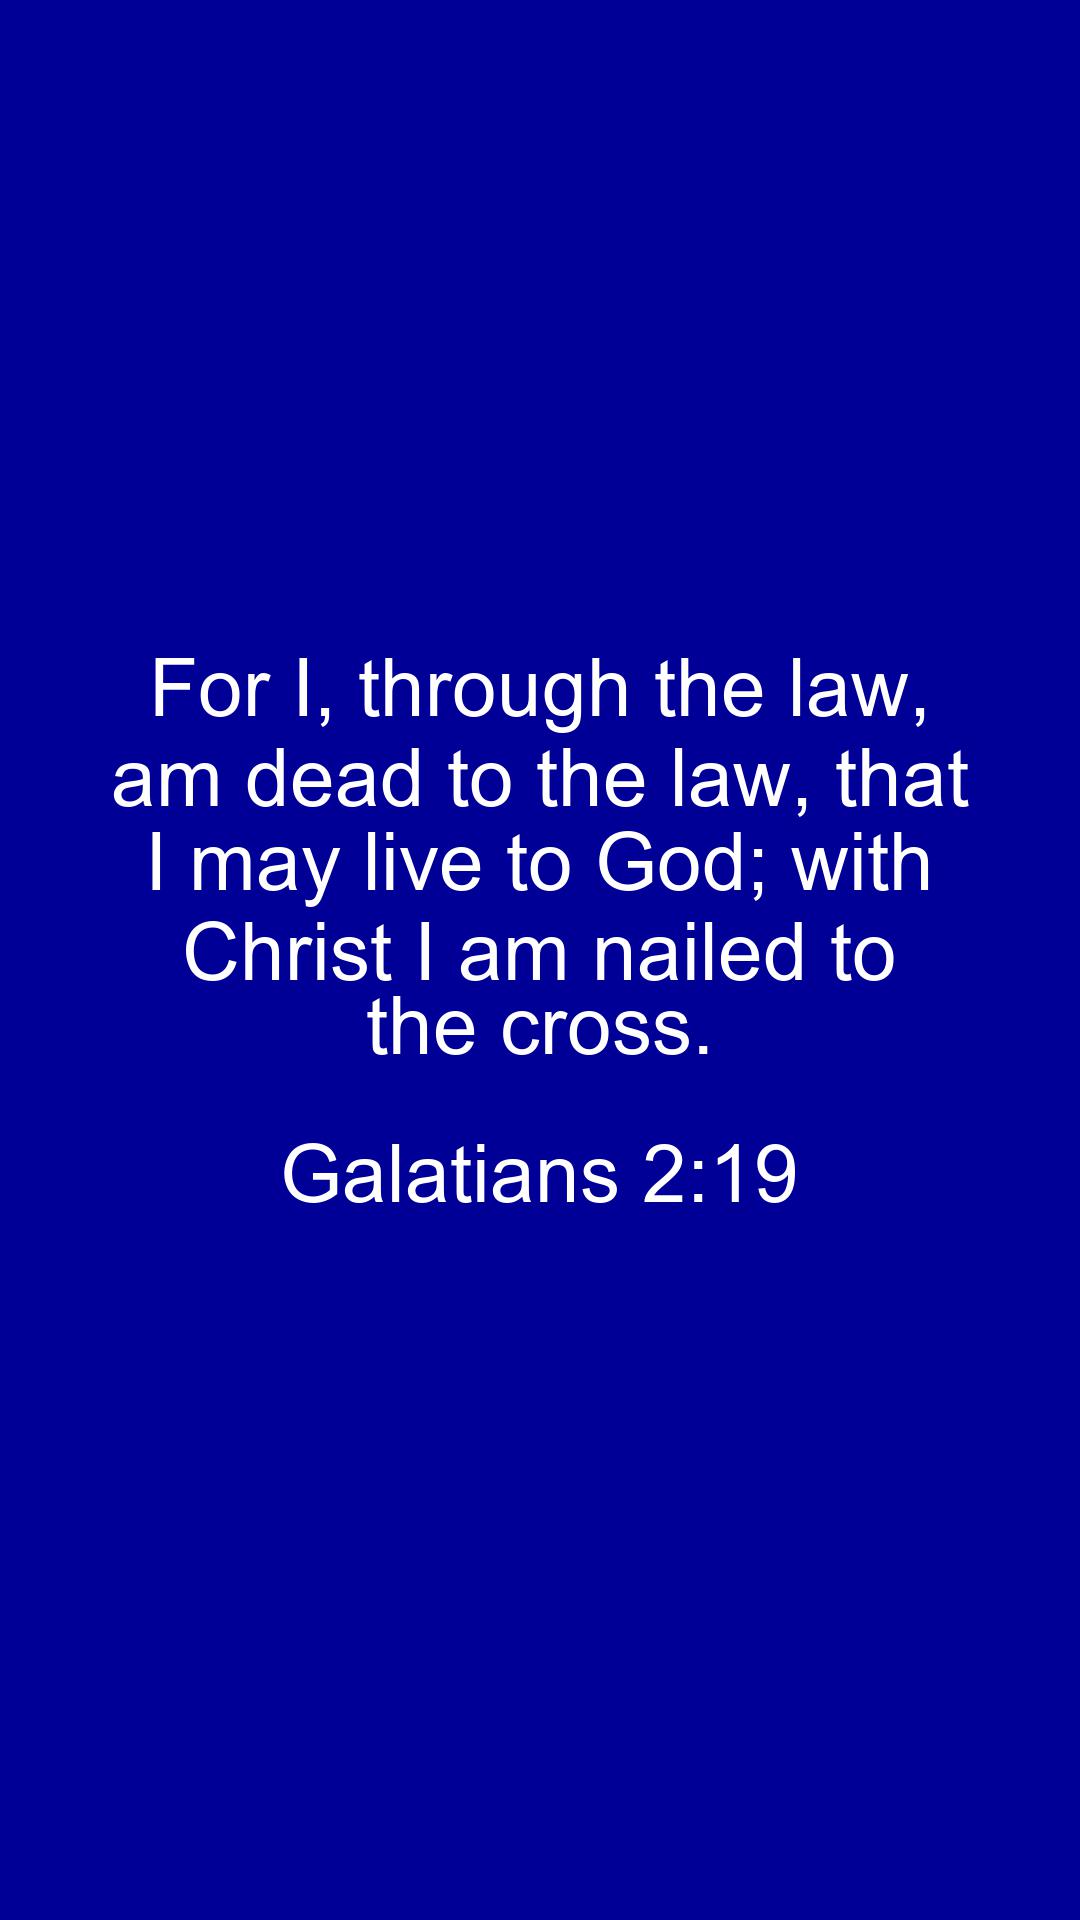 For I, through the law,
am dead to the law, that
I may live to God; with
Christ I am nailed to
the cross.
Galatians 2:19